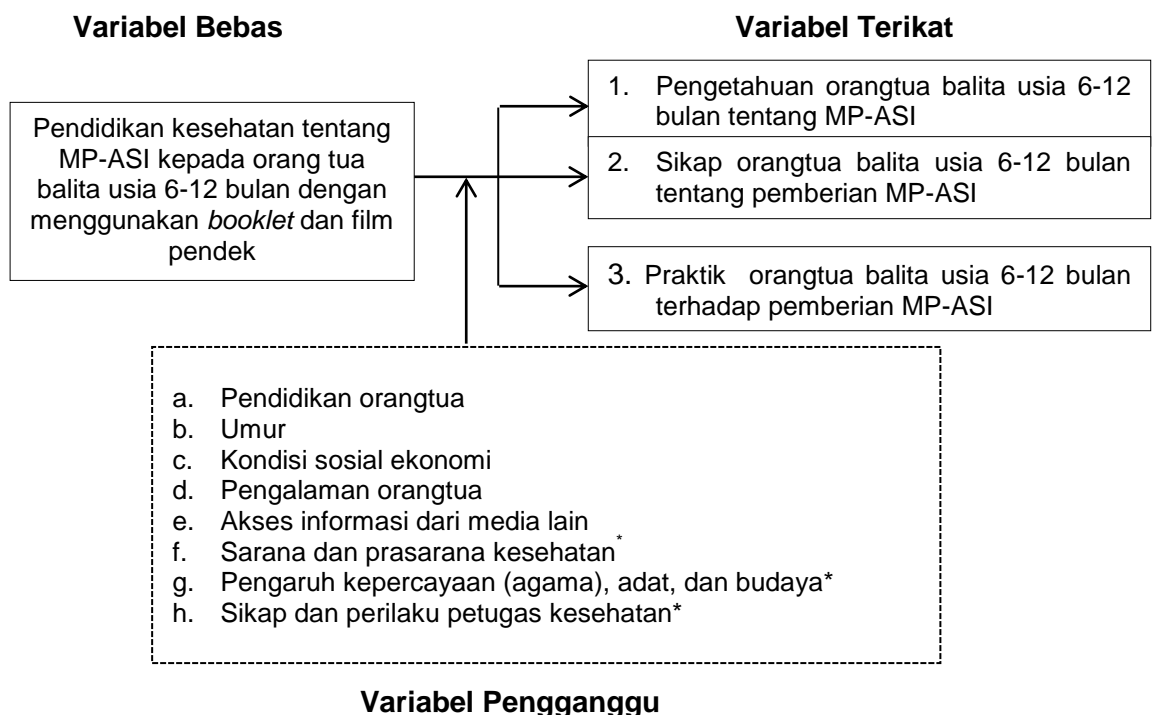 Variabel Bebas
Variabel Terikat
Pendidikan kesehatan tentang
MP-ASI kepada orang tua
balita usia 6-12 bulan dengan
menggunakan booklet dan film
pendek
1. Pengetahuan orangtua balita usia 6-12
bulan tentang MP-ASI
2. Sikap orangtua balita usia 6-12 bulan
tentang pemberian MP-ASI
3. Praktik orangtua balita usia 6-12 bulan
terhadap pemberian MP-ASI
a. Pendidikan orangtua
b. Umur
c. Kondisi sosial ekonomi
d. Pengalaman orangtua
e. Akses informasi dari media lain
f. Sarana dan prasarana kesehatan*
g. Pengaruh kepercayaan (agama), adat, dan budaya*
h. Sikap dan perilaku petugas kesehatan*
Variabel Pengganggu